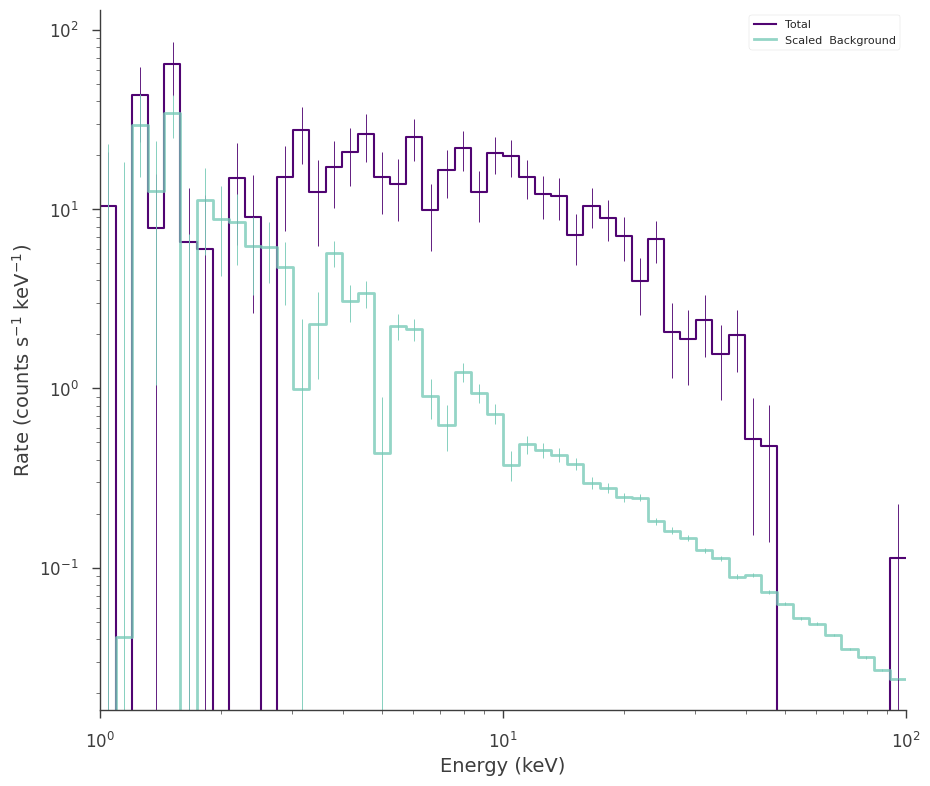 Total
Scaled  Background
10²
10¹
10⁰
10⁻¹
Rate (counts s⁻¹ keV⁻¹)
10⁰
10¹
10²
Energy (keV)